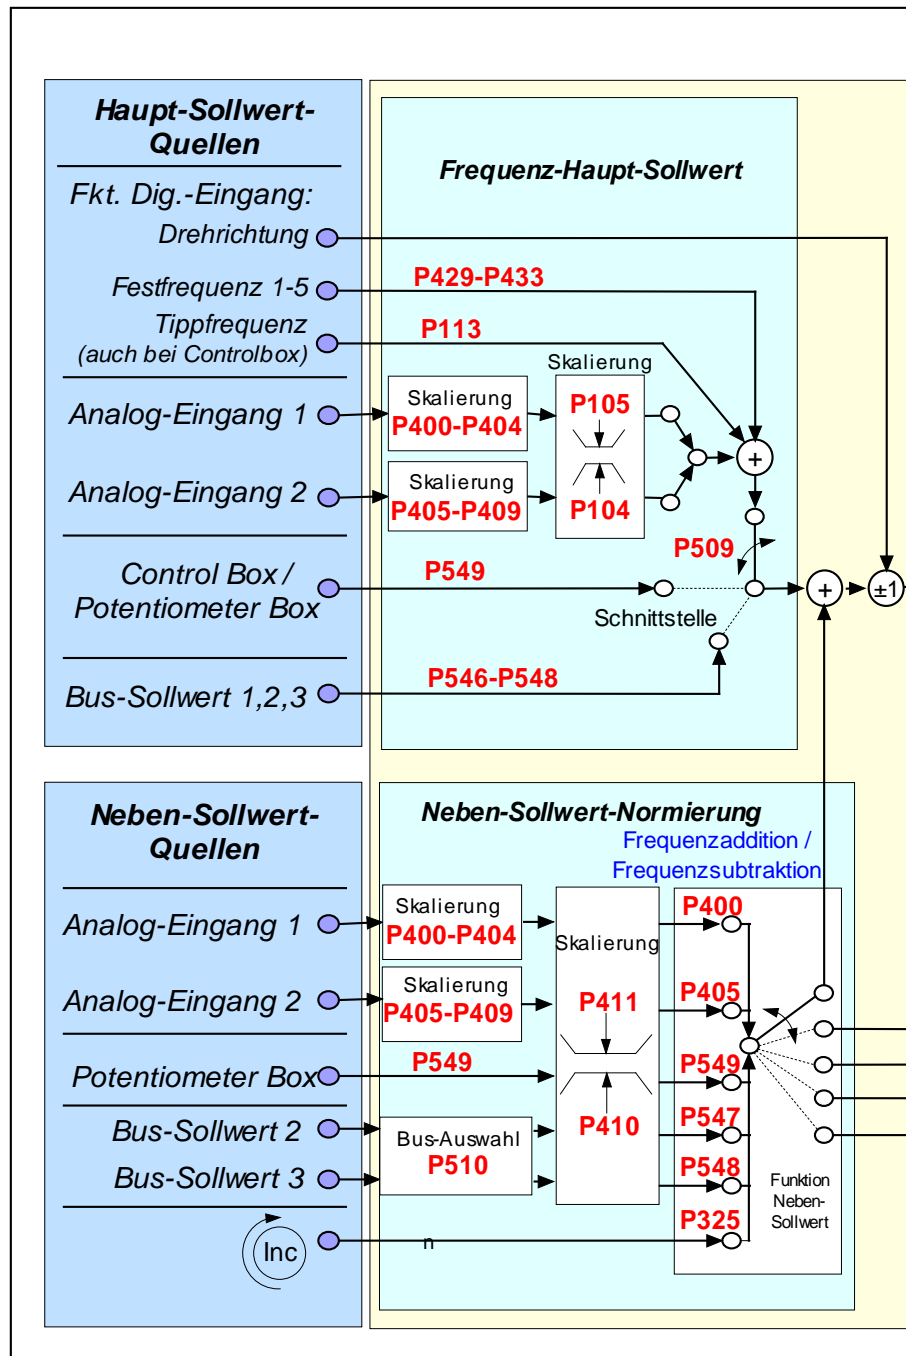 Haupt-Sollwert-
Quellen
Fkt. Dig.-Eingang:
Drehrichtung
Festfrequenz 1-5
Tippfrequenz
(auch bei Controlbox)
Analog-Eingang 1
Analog-Eingang 2
Control Box /
Potentiometer Box
Bus-Sollwert 1,2,3
Frequenz-Haupt-Sollwert
P429-P433
P113
Skalierung
P400-P404
Skalierung
P405-P409
Skalierung
P105
P104
+
P509
P549
Schnittstelle
P546-P548
+
±1
Neben-Sollwert-
Quellen
Analog-Eingang 1
Analog-Eingang 2
Potentiometer Box
Bus-Sollwert 2
Bus-Sollwert 3
Inc
Neben-Sollwert-Normierung
Frequenzaddition /
Frequenzsubtraktion
Skalierung
P400-P404
Skalierung
P405-P409
P549
Bus-Auswahl
P510
n
Skalierung
P411
P410
P400
P405
P549
P547
P548
P325
Funktion
Neben-
Sollwert